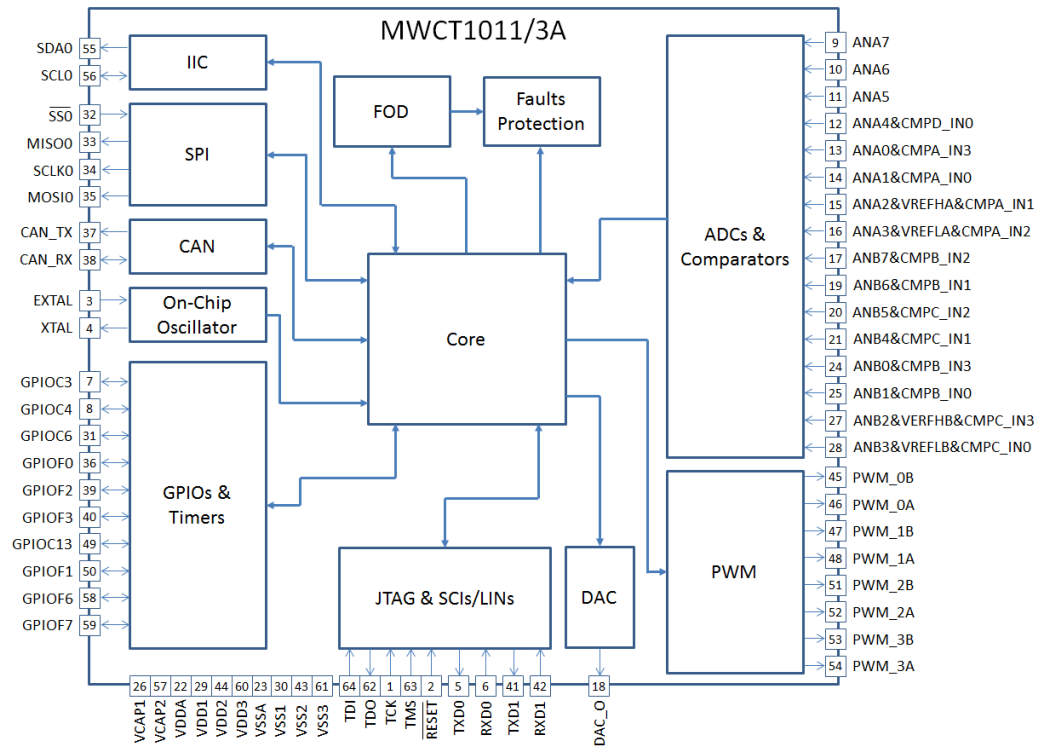 MWCT1011/3A
SDA0 55
SCL0 56
IIC
SS0 32
MISO0 33
SCLK0 34
MOSI0 35
SPI
CAN_TX 37
CAN_RX 38
CAN
EXTAL 3
XTAL 4
On-Chip
Oscillator
GPIOC3 7
GPIOC4 8
GPIOC6 31
GPIOF0 36
GPIOF2 39
GPIOF3 40
GPIOC13 49
GPIOF1 50
GPIOF6 58
GPIOF7 59
GPIOs &
Timers
FOD
Faults
Protection
Core
JTAG & SCIs/LINs
DAC
ADCs &
Comparators
9 ANA7
10 ANA6
11 ANA5
12 ANA4&CMPD_IN0
13 ANA0&CMPA_IN3
14 ANA1&CMPA_IN0
15 ANA2&VREFHA&CMPA_IN1
16 ANA3&VREFLA&CMPA_IN2
17 ANB7&CMPB_IN2
19 ANB6&CMPB_IN1
20 ANB5&CMPC_IN2
21 ANB4&CMPC_IN1
24 ANB0&CMPB_IN3
25 ANB1&CMPB_IN0
27 ANB2&VERFHB&CMPC_IN3
28 ANB3&VREFLB&CMPC_IN0
PWM
45 PWM_0B
46 PWM_0A
47 PWM_1B
48 PWM_1A
51 PWM_2B
52 PWM_2A
53 PWM_3B
54 PWM_3A
26 VCAP1
57 VCAP2
22 VDDA
29 VDD1
44 VDD2
60 VDD3
23 VSSA
30 VSS1
43 VSS2
61 VSS3
64 TDI
62 TDO
1 TCK
63 TMS
2 RESET
5 TXD0
6 RXD0
41 TXD1
42 RXD1
18 DAC_O